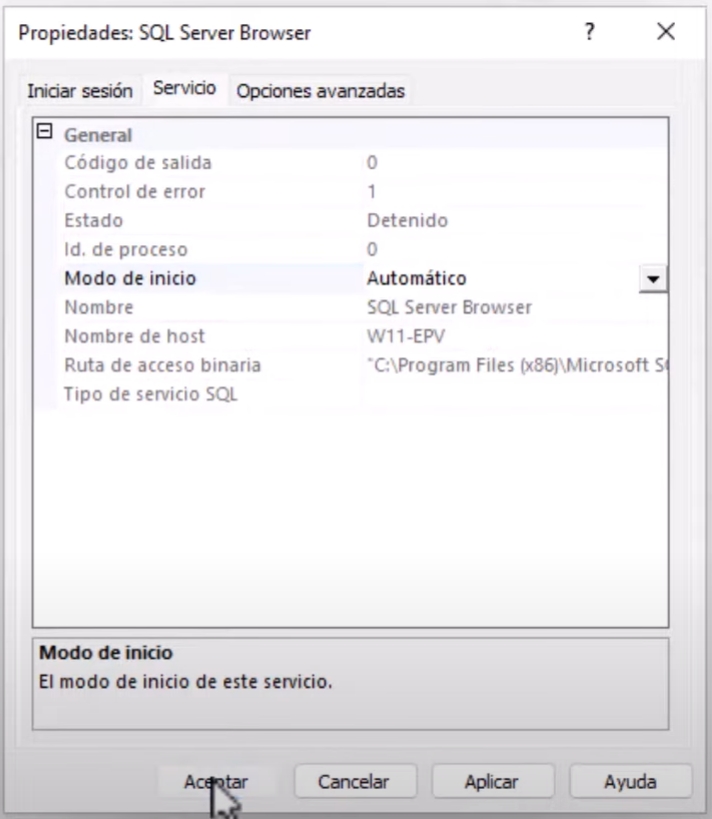 Propiedades: SQL Server Browser ?
Iniciar sesión Servicio Opciones avanzadas
General
Código de salida 0
Control de error 1
Estado Detenido
Id. de proceso 0
Modo de inicio Automático
Nombre SQL Server Browser
Nombre de host W11-EPV
Ruta de acceso binaria "C:\Program Files (x86)\Microsoft
Tipo de servicio SQL
Modo de inicio
El modo de inicio de este servicio.
Aceptar Cancelar Aplicar Ayuda